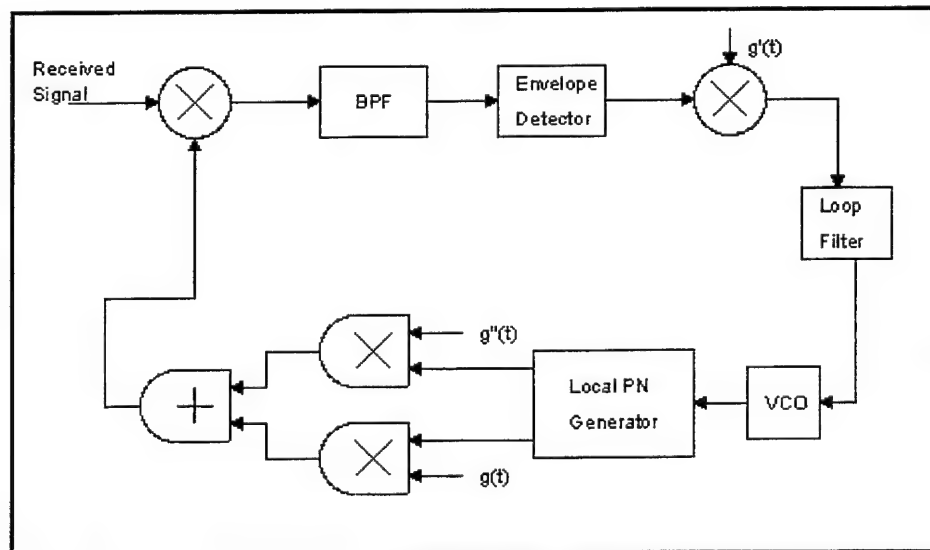 g'(t)
Received
Signal
BPF
Envelope
Detector
Loop
Filter
g"(t)
Local PN
Generator
VCO
g(t)